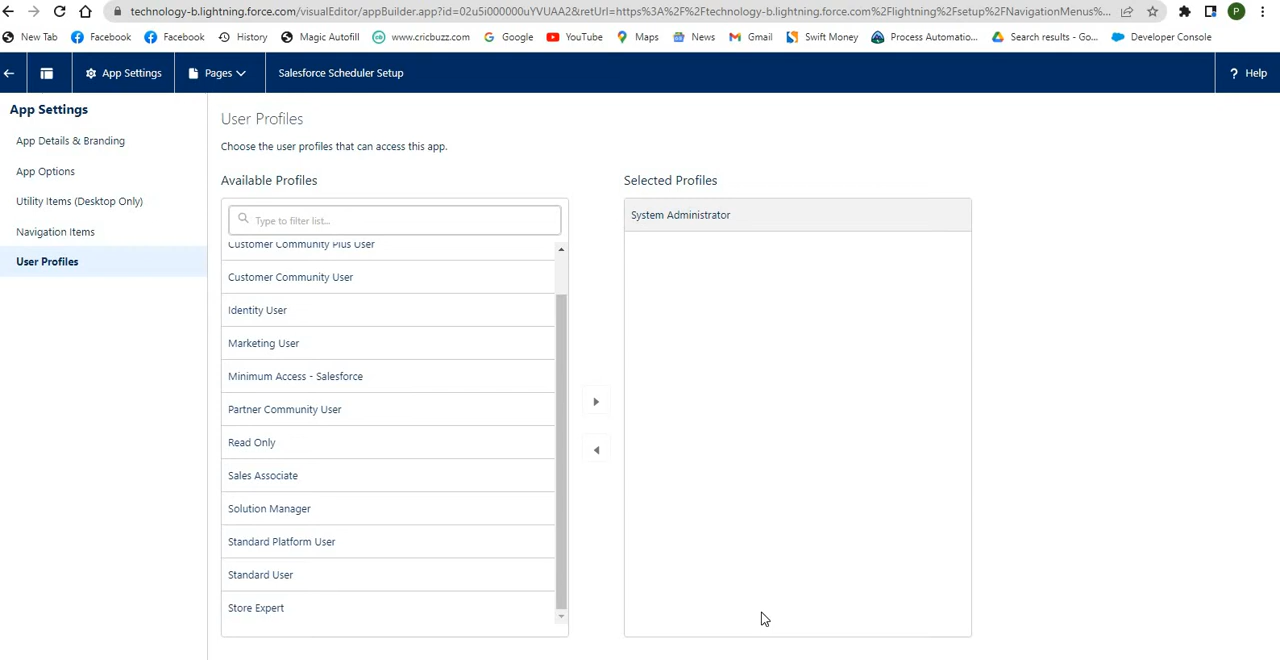 technology-b.lightning.force.com/visualEditor/appBuilder.app?id=02u5i000000uYVUAA2&retUrl=https%3A%2F%2Ftechnology-b.lightning.force.com%2Flightning%2Fsetup%2FNavigationMenus%...
P
New Tab Facebook Facebook History Magic Autofill www.cricbuzz.com Google YouTube Maps News Gmail Swift Money Process Automatio... Search results - Go... Developer Console
App Settings Pages Salesforce Scheduler Setup ? Help
App Settings
App Details & Branding
App Options
Utility Items (Desktop Only)
Navigation Items
User Profiles
User Profiles
Choose the user profiles that can access this app.
Available Profiles
Type to filter list...
Customer Community Plus User
Customer Community User
Identity User
Marketing User
Minimum Access - Salesforce
Partner Community User
Read Only
Sales Associate
Solution Manager
Standard Platform User
Standard User
Store Expert
Selected Profiles
System Administrator